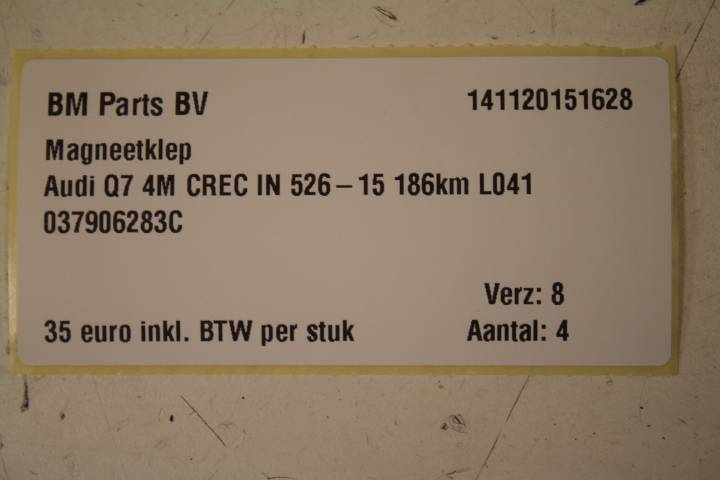 BM Parts BV 141120151628
Magneetklep
Audi Q7 4M CREC IN 526 – 15 186km L041
037906283C
Verz: 8
35 euro inkl. BTW per stuk Aantal: 4